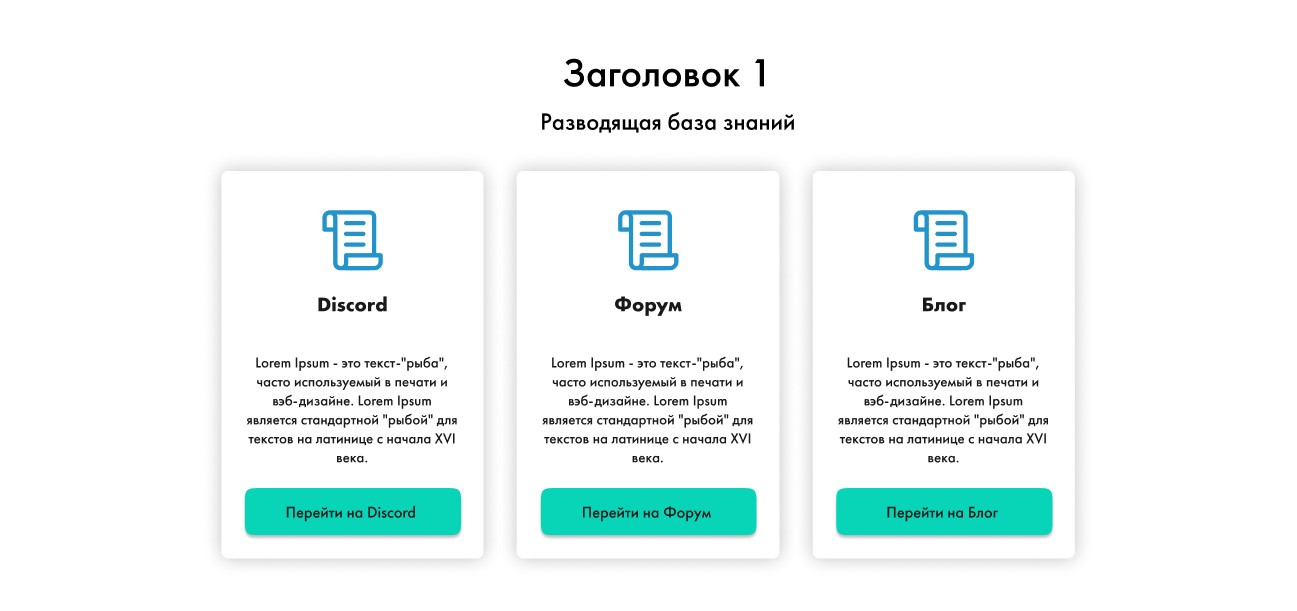 Заголовок 1
Разводящая база знаний
Discord
Lorem Ipsum - это текст-"рыба",
часто используемый в печати и
вэб-дизайне. Lorem Ipsum
является стандартной "рыбой" для
текстов на латинице с начала XVI
века.
Перейти на Discord
Форум
Lorem Ipsum - это текст-"рыба",
часто используемый в печати и
вэб-дизайне. Lorem Ipsum
является стандартной "рыбой" для
текстов на латинице с начала XVI
века.
Перейти на Форум
Блог
Lorem Ipsum - это текст-"рыба",
часто используемый в печати и
вэб-дизайне. Lorem Ipsum
является стандартной "рыбой" для
текстов на латинице с начала XVI
века.
Перейти на Блог